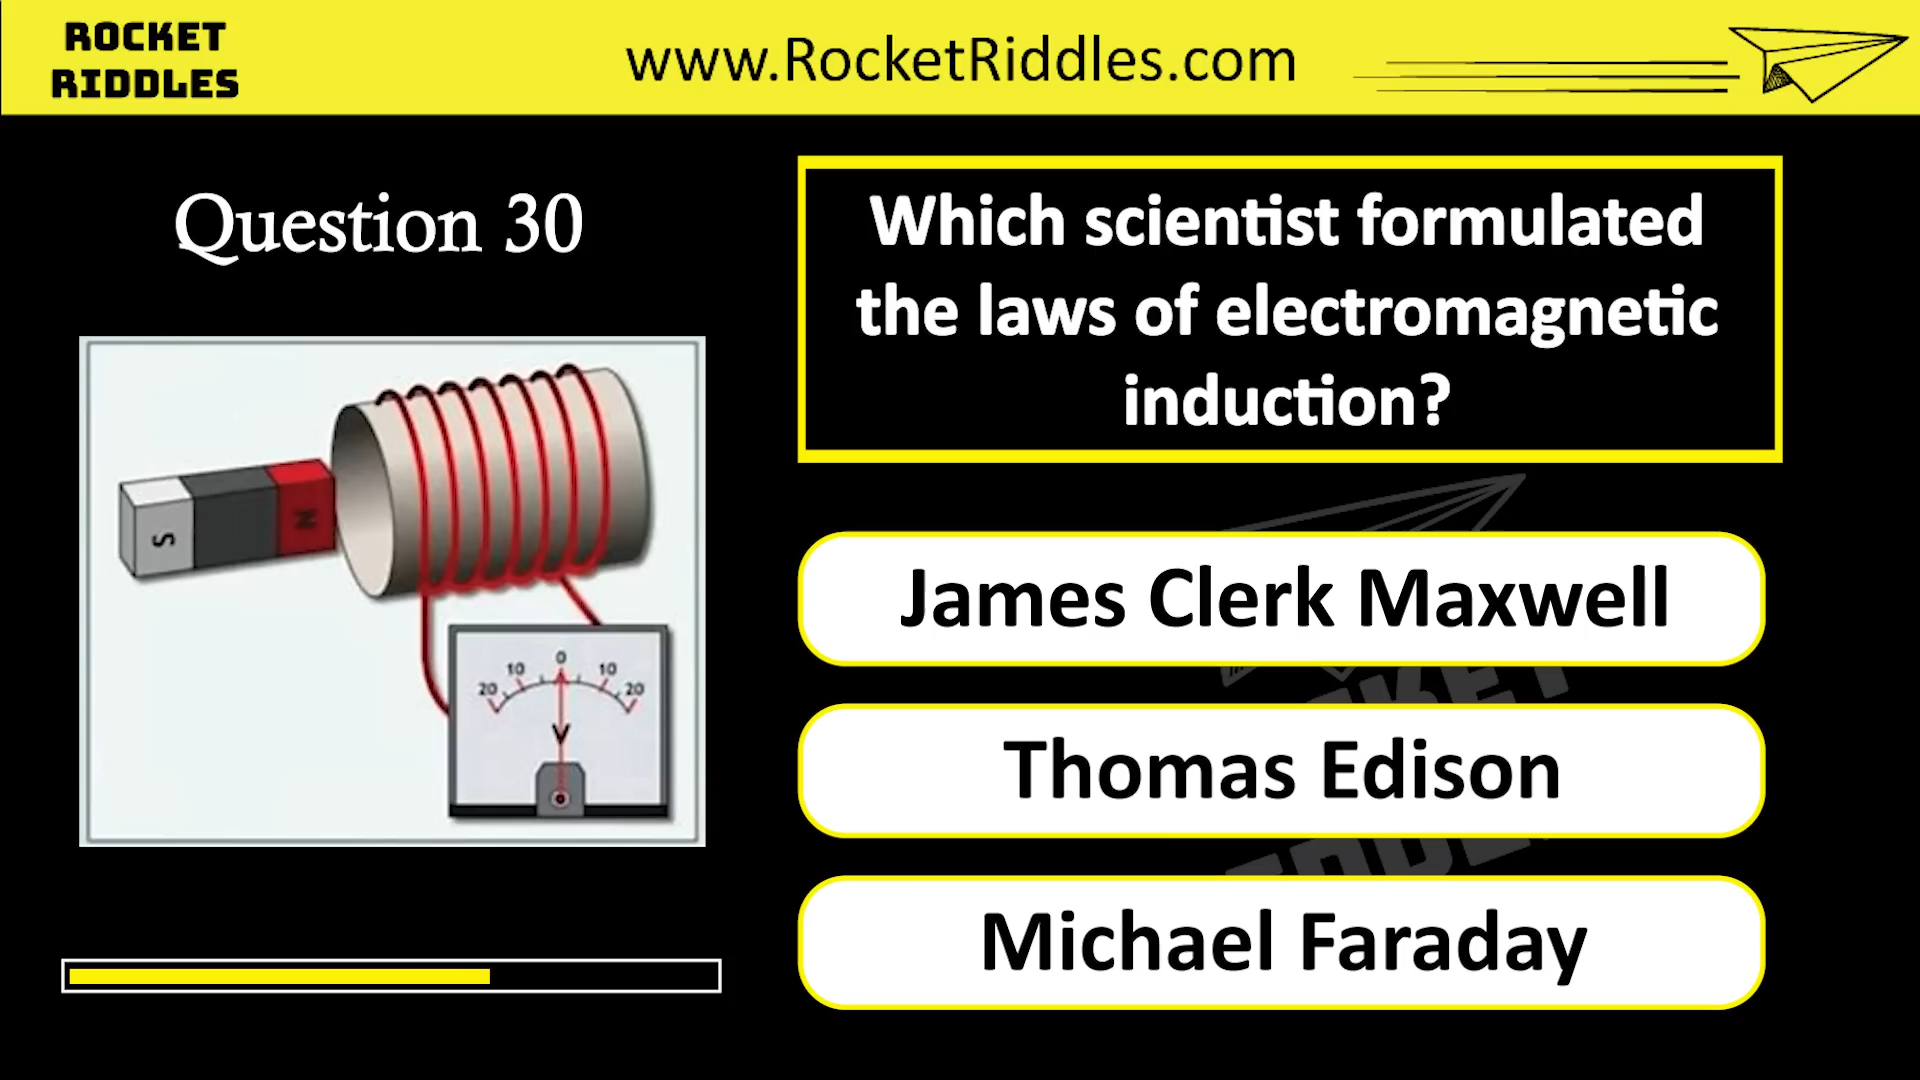 ROCKET
RIDDLES
www.RocketRiddles.com
Question 30
Which scientist formulated
the laws of electromagnetic
induction?
S
N
20
10
0
10
20
V
James Clerk Maxwell
Thomas Edison
Michael Faraday